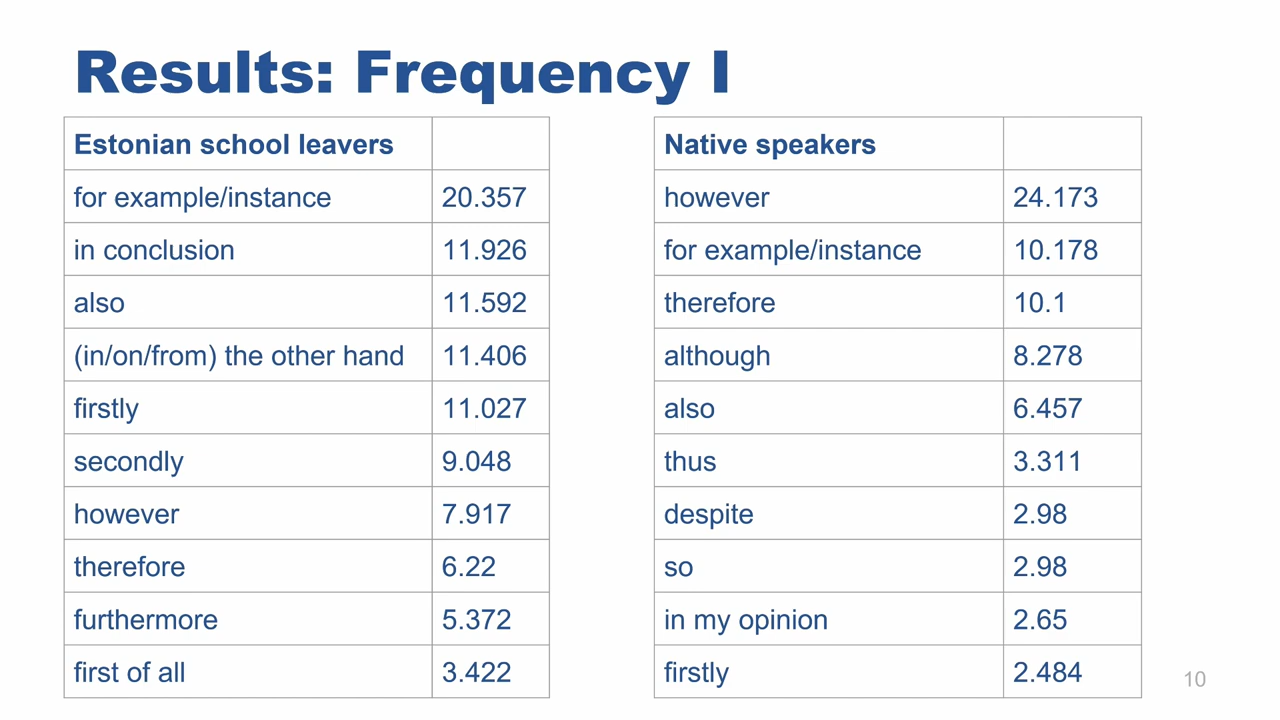 Results: Frequency I
Estonian school leavers
for example/instance 20.357
in conclusion 11.926
also 11.592
(in/on/from) the other hand 11.406
firstly 11.027
secondly 9.048
however 7.917
therefore 6.22
furthermore 5.372
first of all 3.422
Native speakers
however 24.173
for example/instance 10.178
therefore 10.1
although 8.278
also 6.457
thus 3.311
despite 2.98
so 2.98
in my opinion 2.65
firstly 2.484
10